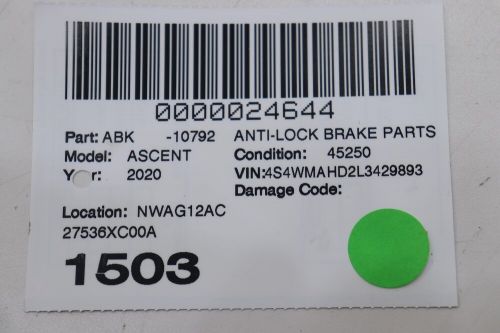 0000024644
Part: ABK -10792 ANTI-LOCK BRAKE PARTS
Model: ASCENT Condition: 45250
Year: 2020 VIN:4S4WMAHD2L3429893
Damage Code:
Location: NWAG12AC
27536XC00A
1503